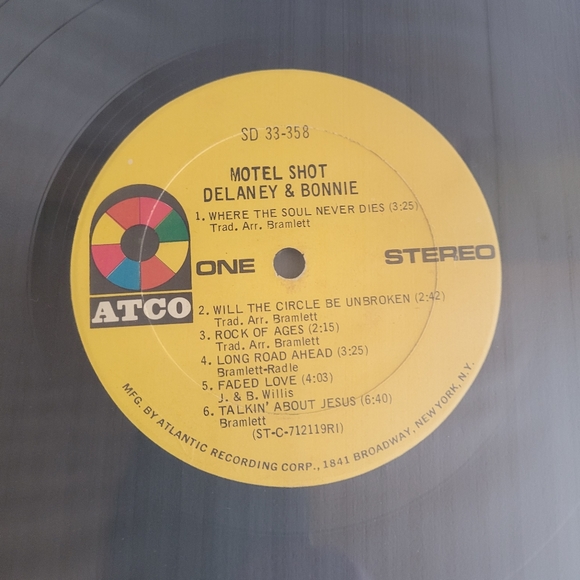 SD 33-358
MOTEL SHOT
DELANEY & BONNIE
1. WHERE THE SOUL NEVER DIES (3:25)
Trad. Arr. Bramlett
ATCO
ONE
STEREO
2. WILL THE CIRCLE BE UNBROKEN (2:42)
Trad. Arr. Bramlett
3. ROCK OF AGES (2:15)
Trad. Arr. Bramlett
4. LONG ROAD AHEAD (3:25)
Bramlett-Radle
5. FADED LOVE (4:03)
J. & B. Willis
6. TALKIN' ABOUT JESUS (6:40)
Bramlett
(ST-C-712119RI)
MFG. BY ATLANTIC RECORDING CORP., 1841 BROADWAY, NEW YORK, N.Y.